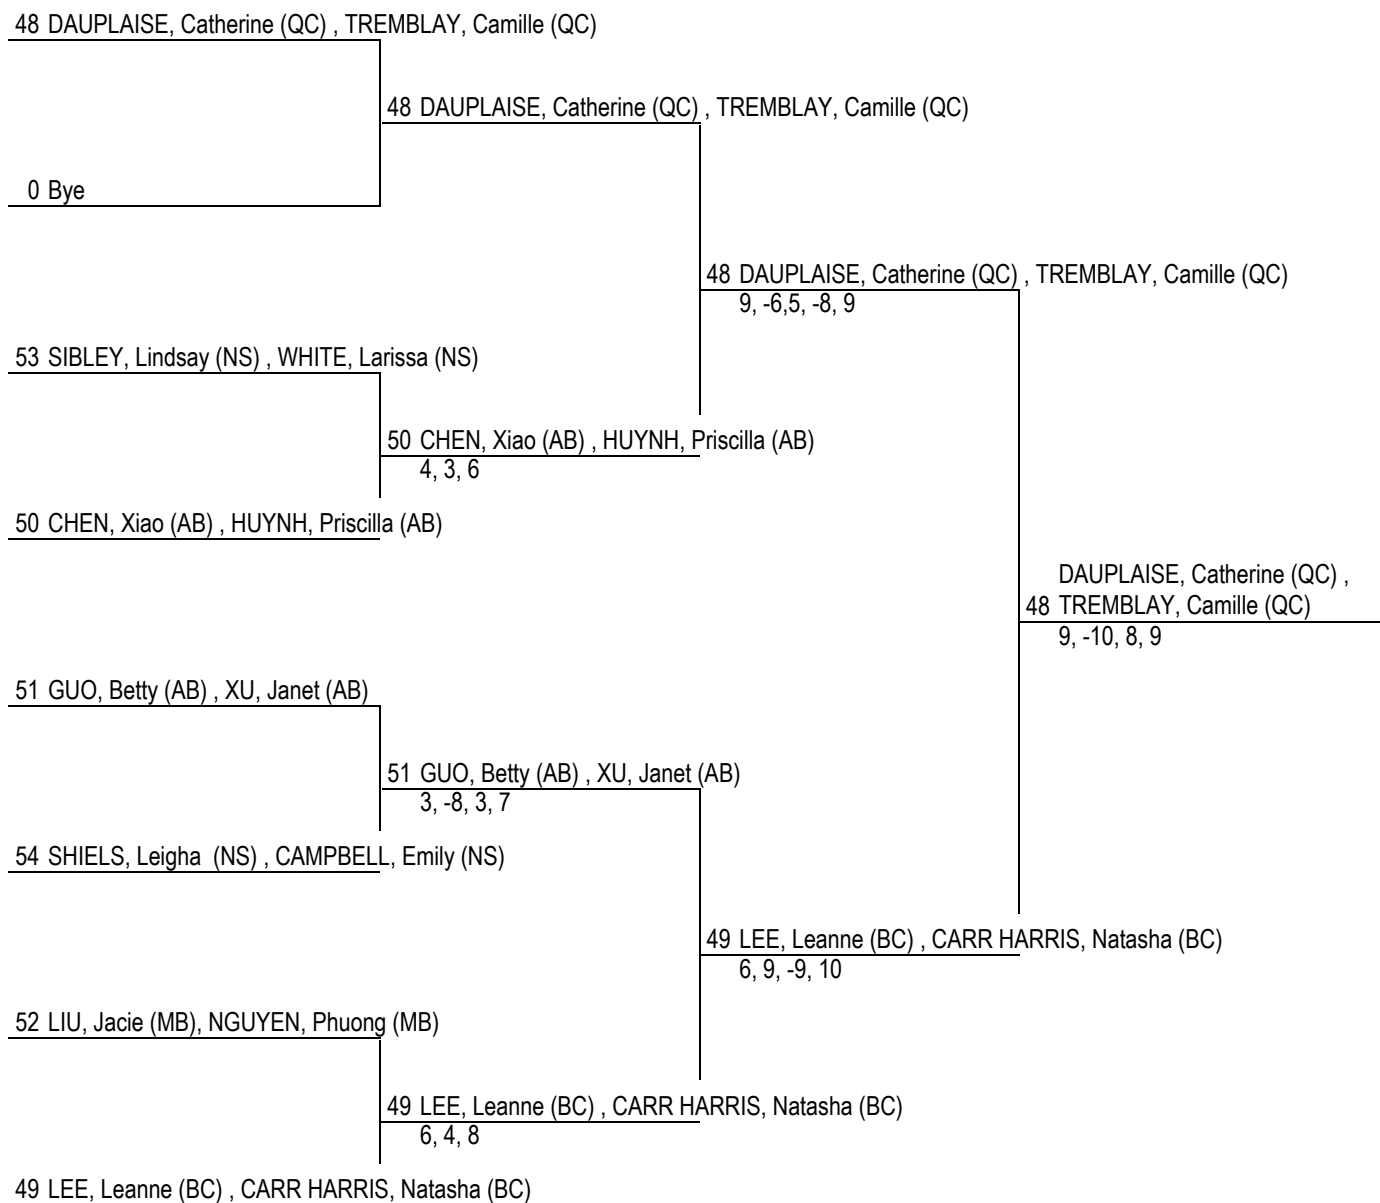 48 DAUPLAISE, Catherine (QC) , TREMBLAY, Camille (QC)
48 DAUPLAISE, Catherine (QC) , TREMBLAY, Camille (QC)
0 Bye
48 DAUPLAISE, Catherine (QC) , TREMBLAY, Camille (QC)
9, -6,5, -8, 9
53 SIBLEY, Lindsay (NS) , WHITE, Larissa (NS)
50 CHEN, Xiao (AB) , HUYNH, Priscilla (AB)
4, 3, 6
50 CHEN, Xiao (AB) , HUYNH, Priscilla (AB)
DAUPLAISE, Catherine (QC) ,
48 TREMBLAY, Camille (QC)
9, -10, 8, 9
51 GUO, Betty (AB) , XU, Janet (AB)
51 GUO, Betty (AB) , XU, Janet (AB)
3, -8, 3, 7
54 SHIELS, Leigha  (NS) , CAMPBELL, Emily (NS)
49 LEE, Leanne (BC) , CARR HARRIS, Natasha (BC)
6, 9, -9, 10
52 LIU, Jacie (MB), NGUYEN, Phuong (MB)
49 LEE, Leanne (BC) , CARR HARRIS, Natasha (BC)
6, 4, 8
49 LEE, Leanne (BC) , CARR HARRIS, Natasha (BC)